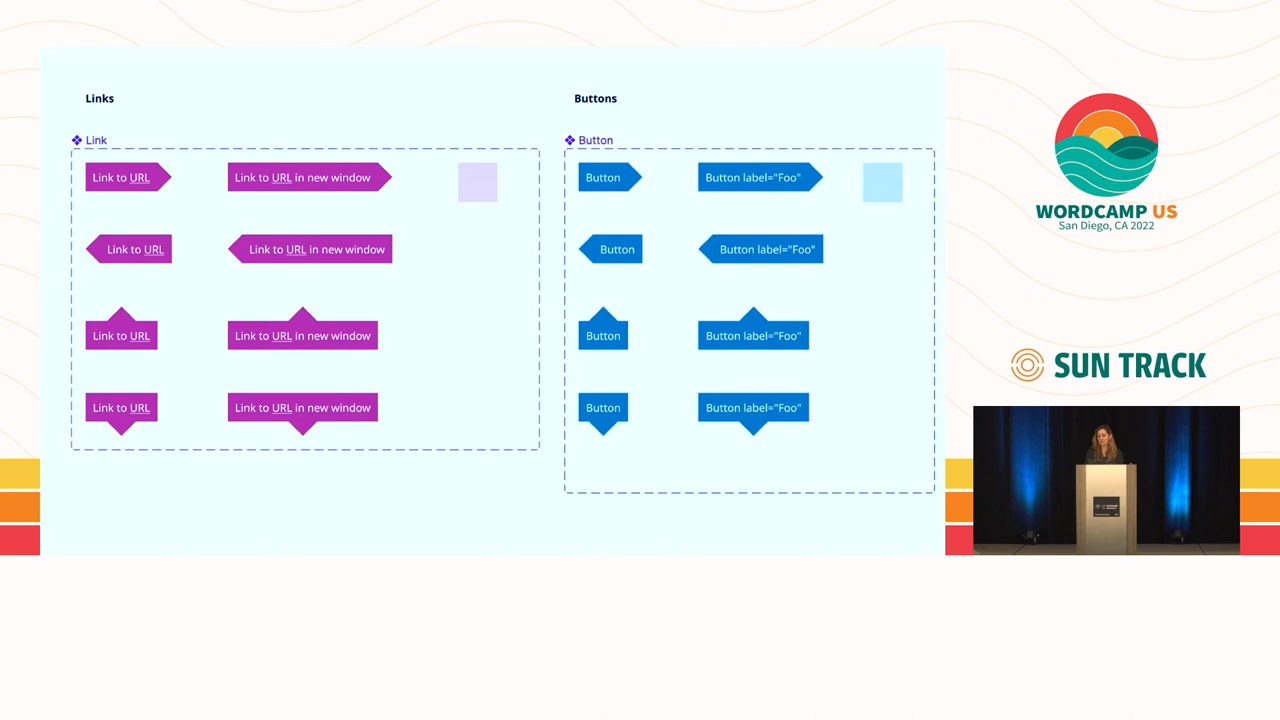 Links
Buttons
Link
Button
Link to URL
Link to URL in new window
Button
Button label="Foo"
Link to URL
Link to URL in new window
Button
Button label="Foo"
Link to URL
Link to URL in new window
Button
Button label="Foo"
Link to URL
Link to URL in new window
Button
Button label="Foo"
WORDCAMP US
San Diego, CA 2022
SUN TRACK